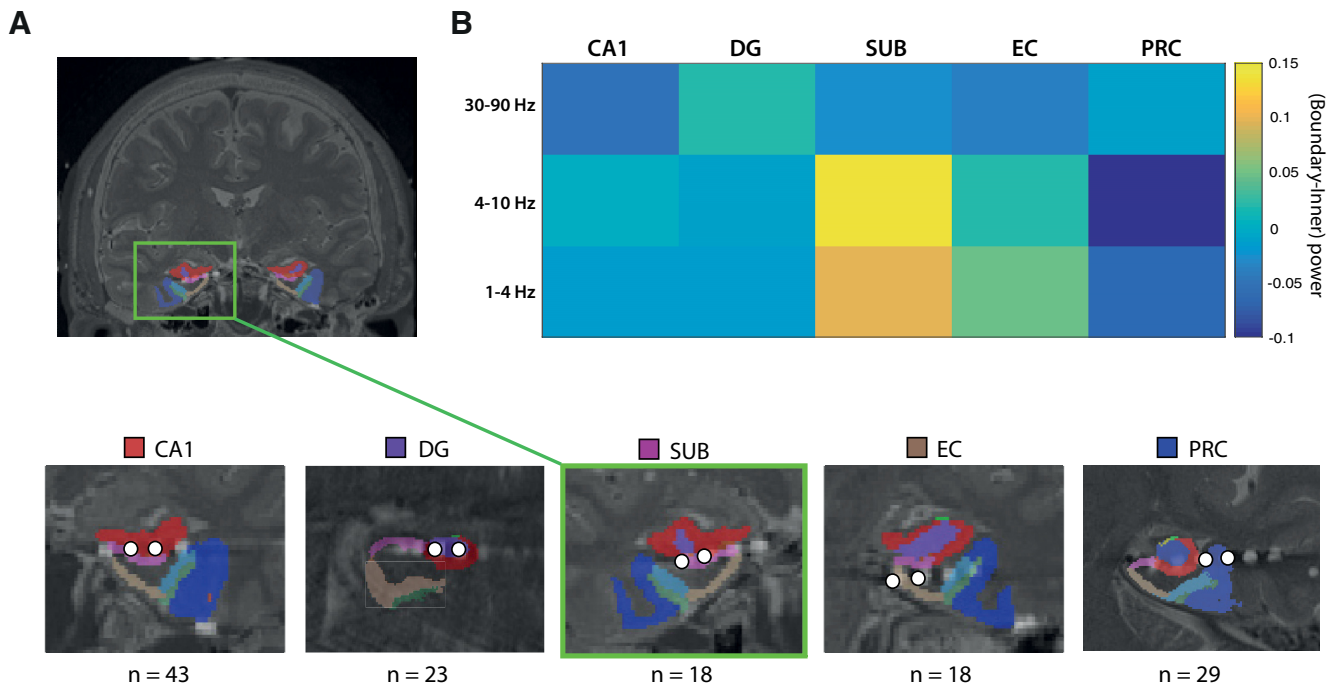 A
B
CA1 DG SUB EC PRC
30-90 Hz
4-10 Hz
1-4 Hz
0.15
0.1
0.05
0
-0.05
-0.1
(Boundary-Inner) power
CA1 DG SUB EC PRC
n = 43 n = 23 n = 18 n = 18 n = 29